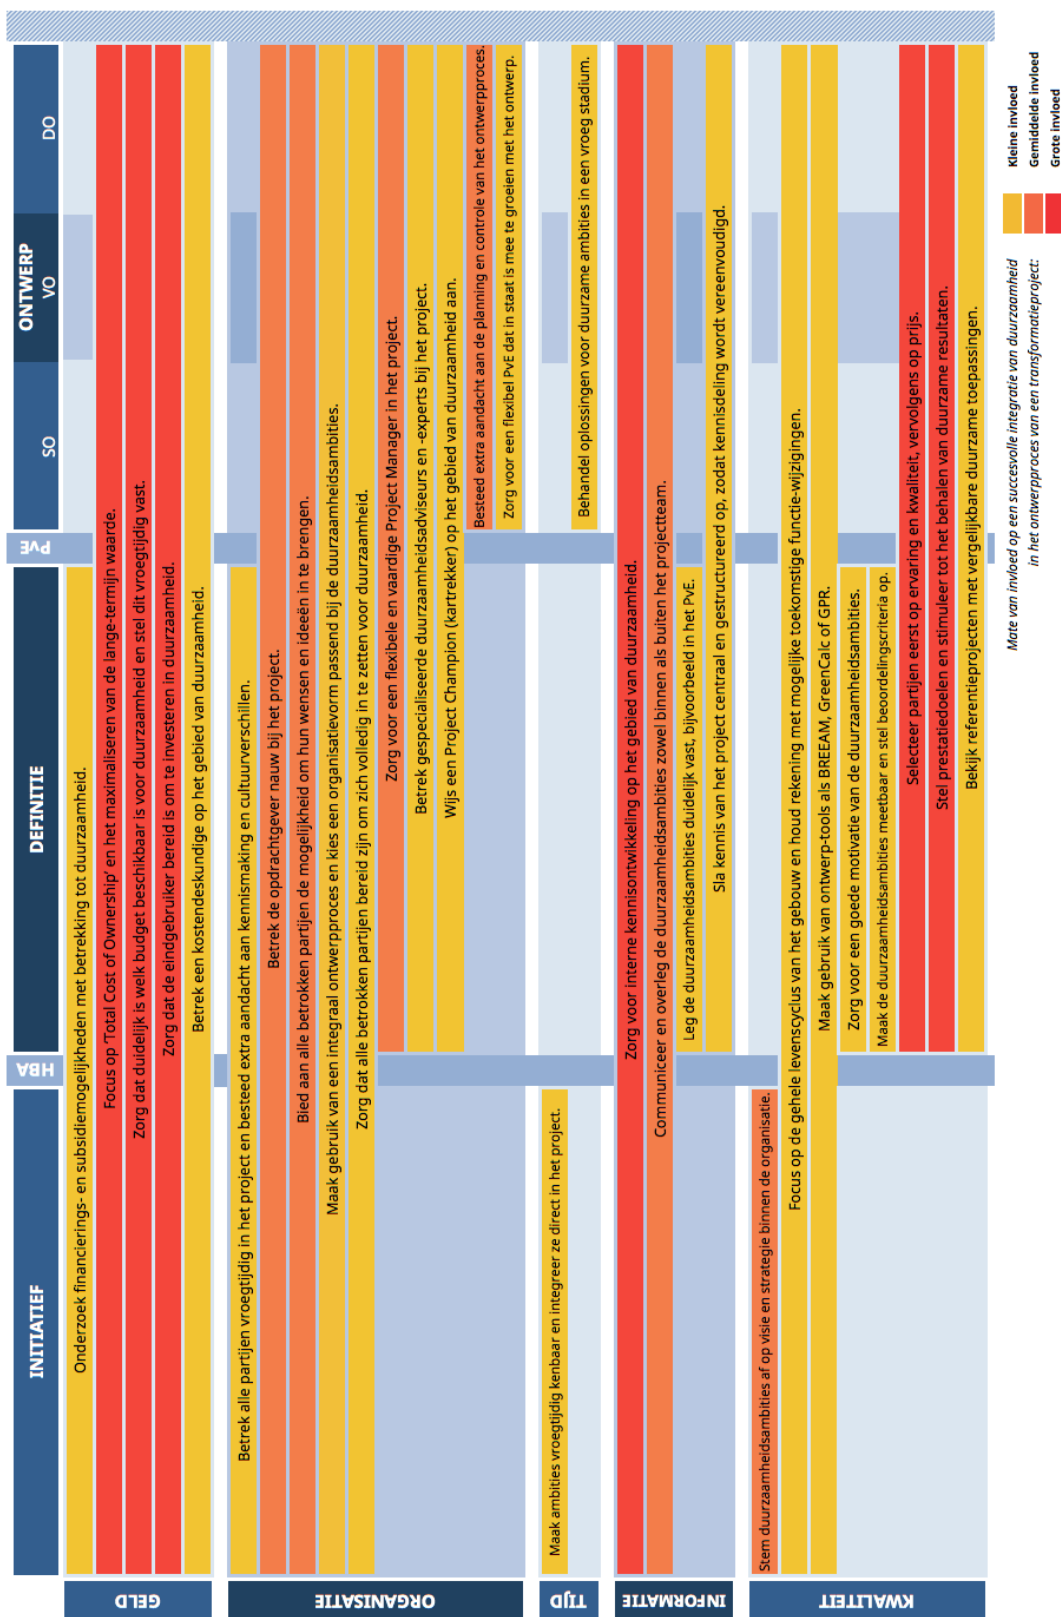 INITIATIEF
HBA
DEFINITIE
PvE
ONTWERP
SO
VO
DO
GELD
Onderzoek financierings- en subsidiemogelijkheden met betrekking tot duurzaamheid.
Focus op ‘Total Cost of Ownership’ en het maximaliseren van de lange-termijn waarde.
Zorg dat duidelijk is welk budget beschikbaar is voor duurzaamheid en stel dit vroegtijdig vast.
Zorg dat de eindgebruiker bereid is om te investeren in duurzaamheid.
Betrek een kostendeskundige op het gebied van duurzaamheid.
ORGANISATIE
Betrek alle partijen vroegtijdig in het project en besteed extra aandacht aan kennismaking en cultuurverschillen.
Betrek de opdrachtgever nauw bij het project.
Bied aan alle betrokken partijen de mogelijkheid om hun wensen en ideeën in te brengen.
Maak gebruik van een integraal ontwerpproces en kies een organisatievorm passend bij de duurzaamheidsambities.
Zorg dat alle betrokken partijen bereid zijn om zich volledig in te zetten voor duurzaamheid.
Zorg voor een flexibele en vaardige Project Manager in het project.
Betrek gespecialiseerde duurzaamheidsadviseurs en -experts bij het project.
Wijs een Project Champion (kartrekker) op het gebied van duurzaamheid aan.
Besteed extra aandacht aan de planning en controle van het ontwerpproces.
Zorg voor een flexibel PvE dat in staat is mee te groeien met het ontwerp.
TIJD
Maak ambities vroegtijdig kenbaar en integreer ze direct in het project.
Behandel oplossingen voor duurzame ambities in een vroeg stadium.
INFORMATIE
Zorg voor interne kennisontwikkeling op het gebied van duurzaamheid.
Communiceer en overleg de duurzaamheidsambities zowel binnen als buiten het projectteam.
Leg de duurzaamheidsambities duidelijk vast, bijvoorbeeld in het PvE.
Sla kennis van het project centraal en gestructureerd op, zodat kennisdeling wordt vereenvoudigd.
KWALITEIT
Stem duurzaamheidsambities af op visie en strategie binnen de organisatie.
Focus op de gehele levenscyclus van het gebouw en houd rekening met mogelijke toekomstige functie-wijzigingen.
Maak gebruik van ontwerp-tools als BREEAM, GreenCalc of GPR.
Zorg voor een goede motivatie van de duurzaamheidsambities.
Maak de duurzaamheidsambities meetbaar en stel beoordelingscriteria op.
Selecteer partijen eerst op ervaring en kwaliteit, vervolgens op prijs.
Stel prestatiedoelen en stimuleer tot het behalen van duurzame resultaten.
Bekijk referentieprojecten met vergelijkbare duurzame toepassingen.
Mate van invloed op een succesvolle integratie van duurzaamheid
in het ontwerpproces van een transformatieproject:
Kleine invloed
Gemiddelde invloed
Grote invloed